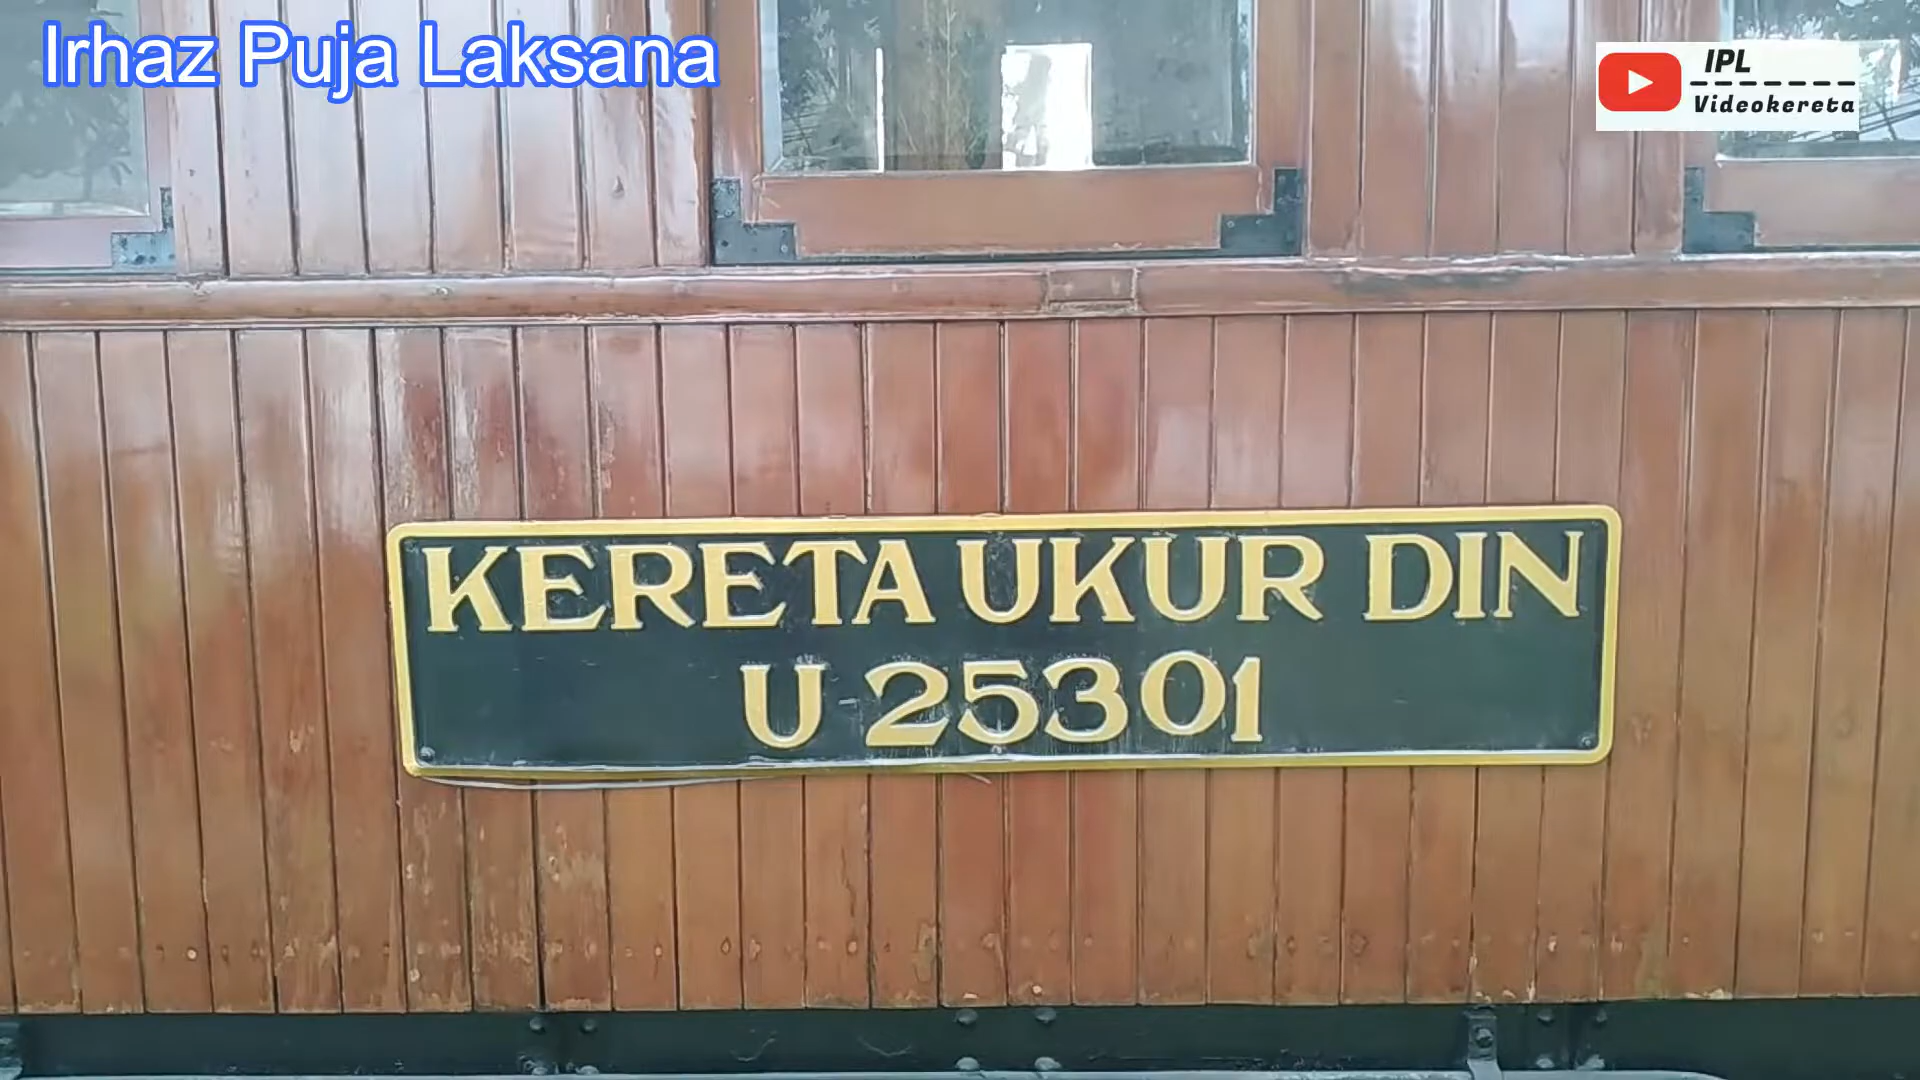 Irhaz Puja Laksana
IPL
Videokereta
KERETA UKUR DIN
U 25301